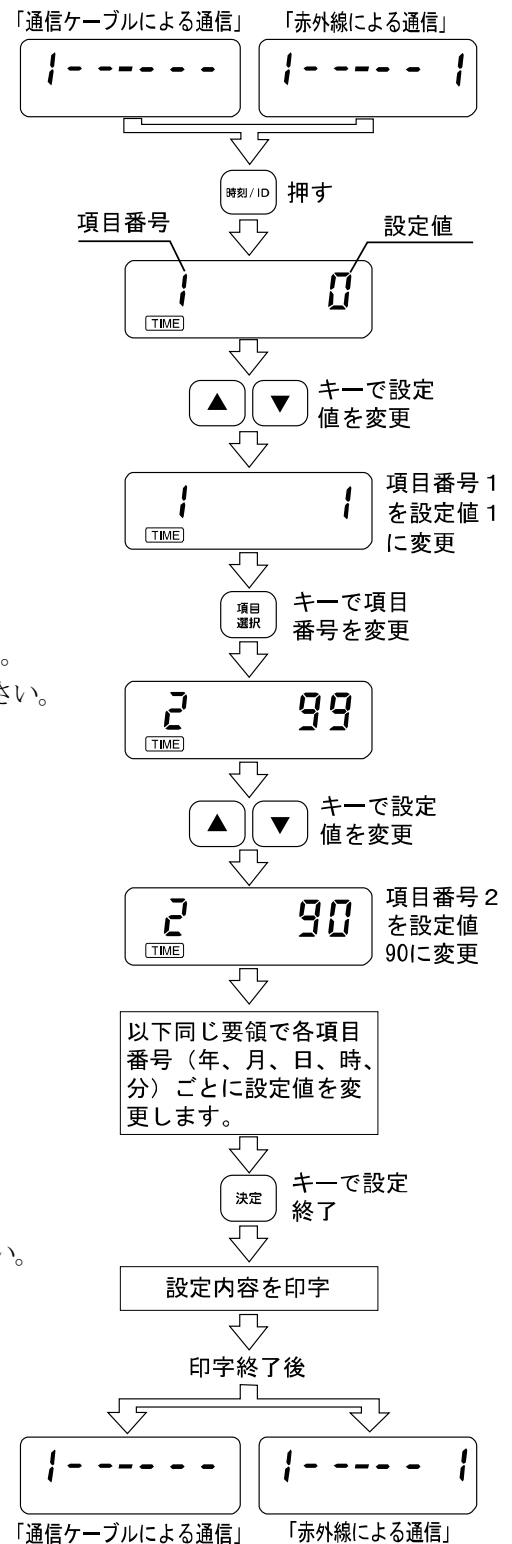 「通信ケーブルによる通信」 「赤外線による通信」
1------ 1----- 1
時刻/ID 押す
項目番号 設定値
1 0
TIME
▲ ▼ キーで設定
値を変更
1 1
TIME
項目番号1
を設定値1
に変更
項目
選択
キーで項目
番号を変更
。
さい。
2 99
TIME
▲ ▼ キーで設定
値を変更
2 90
TIME
項目番号2
を設定値
90に変更
以下同じ要領で各項目
番号（年、月、日、時、
分）ごとに設定値を変
更します。
決定 キーで設定
終了
い。
設定内容を印字
印字終了後
1------ 1----- 1
「通信ケーブルによる通信」 「赤外線による通信」